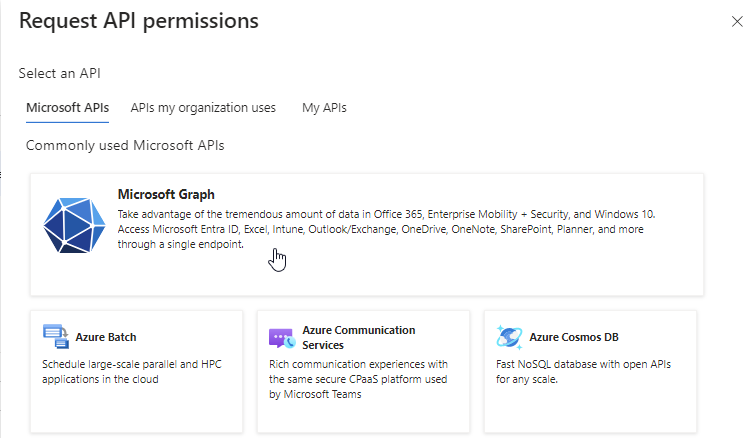 Request API permissions
Select an API
Microsoft APIs APIs my organization uses My APIs
Commonly used Microsoft APIs
Microsoft Graph
Take advantage of the tremendous amount of data in Office 365, Enterprise Mobility + Security, and Windows 10.
Access Microsoft Entra ID, Excel, Intune, Outlook/Exchange, OneDrive, OneNote, SharePoint, Planner, and more
through a single endpoint.
Azure Batch
Schedule large-scale parallel and HPC
applications in the cloud
Azure Communication
Services
Rich communication experiences with
the same secure CPaaS platform used
by Microsoft Teams
Azure Cosmos DB
Fast NoSQL database with open APIs
for any scale.